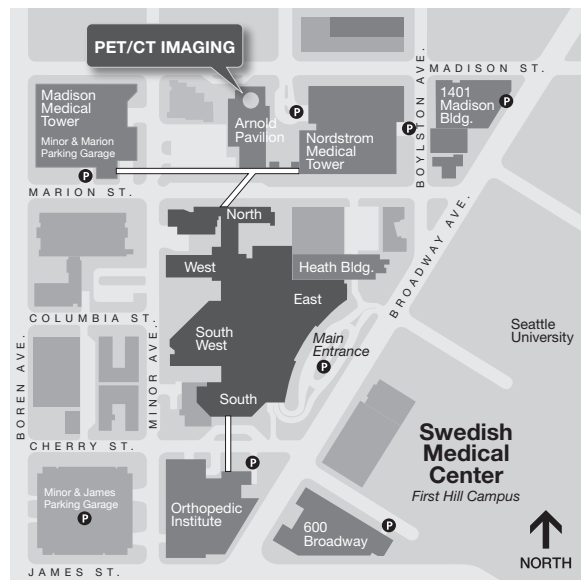 PET/CT IMAGING
MADISON ST.
Madison
Medical
Tower
Minor & Marion
Parking Garage
P
Arnold
Pavilion
P
Nordstrom
Medical
Tower
P
BOYLSTON AVE.
1401
Madison
Bldg.
P
MARION ST.
North
West
Heath Bldg.
East
BROADWAY AVE.
COLUMBIA ST.
South
West
Main
Entrance
P
Seattle
University
BOREN AVE.
MINOR AVE.
South
CHERRY ST.
Swedish
Medical
Center
First Hill Campus
Minor & James
Parking Garage
P
Orthopedic
Institute
P
600
Broadway
P
NORTH
JAMES ST.